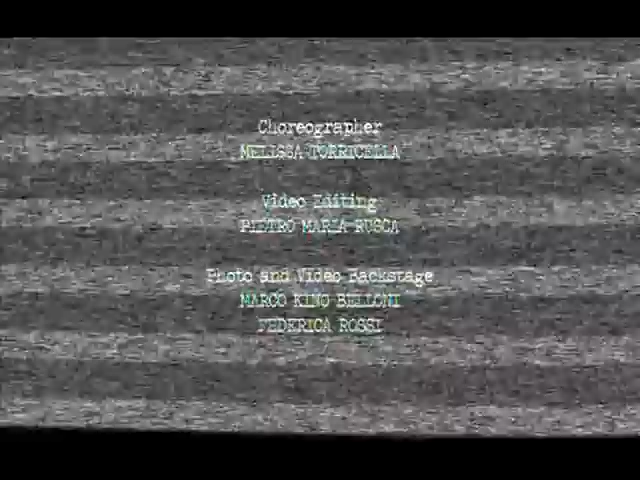 Choreographer
MELISSA TORRICELLA
Video Editing
PIETRO MARIA RUSCA
Photo and Video Backstage
MARCO KINO BELLONI
FEDERICA ROSSI